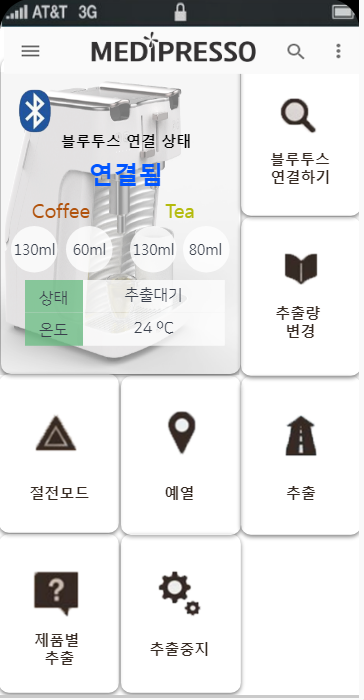 AT&T 3G
MEDIPRESSO
블루투스 연결 상태
연결됨
Coffee Tea
130ml 60ml 130ml 80ml
상태 추출대기
온도 24 ºC
블루투스
연결하기
추출량
변경
절전모드
예열
추출
제품별
추출
추출중지